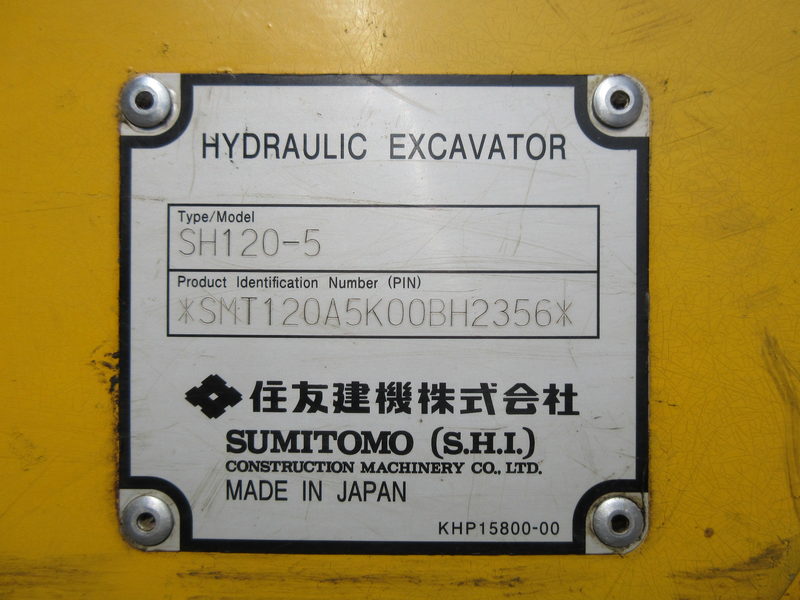 HYDRAULIC EXCAVATOR
Type/Model
SH120-5
Product Identification Number (PIN)
*SMT120A5K00BH2356*
住友建機株式会社
SUMITOMO (S.H.I.)
CONSTRUCTION MACHINERY CO., LTD.
MADE IN JAPAN
KHP15800-00